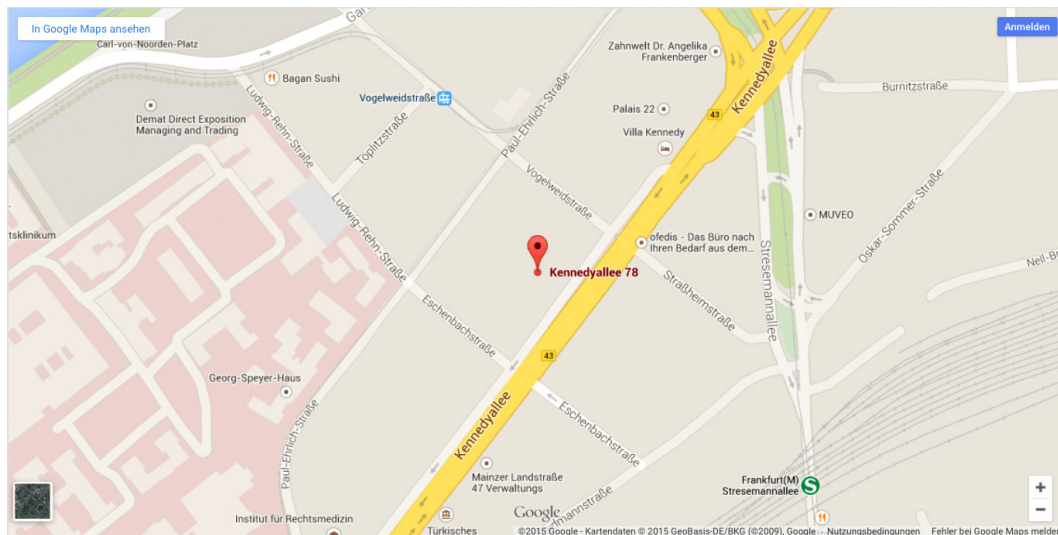 In Google Maps ansehen
Anmelden
Carl-von-Noorden-Platz
Zahnwelt Dr. Angelika
Frankenberger
Kennedyallee
Bagan Sushi
Burnitzstraße
Vogelweidstraße
Demat Direct Exposition
Managing and Trading
Ludwig-Rehn-Straße
Töplitzstraße
Paul-Ehrlich-Straße
Palais 22
43
Villa Kennedy
Vogelweidstraße
Oskar-Sommer-Straße
MUVEO
tsklinikum
Ludwig-Rehn-Straße
ofedis - Das Büro nach
Ihren Bedarf aus dem...
Stresemannallee
Kennedyallee 78
Straßheimstraße
Eschenbachstraße
43
Georg-Speyer-Haus
Kennedyallee
Eschenbachstraße
Paul-Ehrlich-Straße
Mainzer Landstraße
47 Verwaltungs
Frankfurt(M)
Stresemannallee
S
Institut für Rechtsmedizin
Türkisches
Google
©2015 Google - Kartendaten © 2015 GeoBasis-DE/BKG (©2009), Google - Nutzungsbedingungen
Fehler bei Google Maps melden